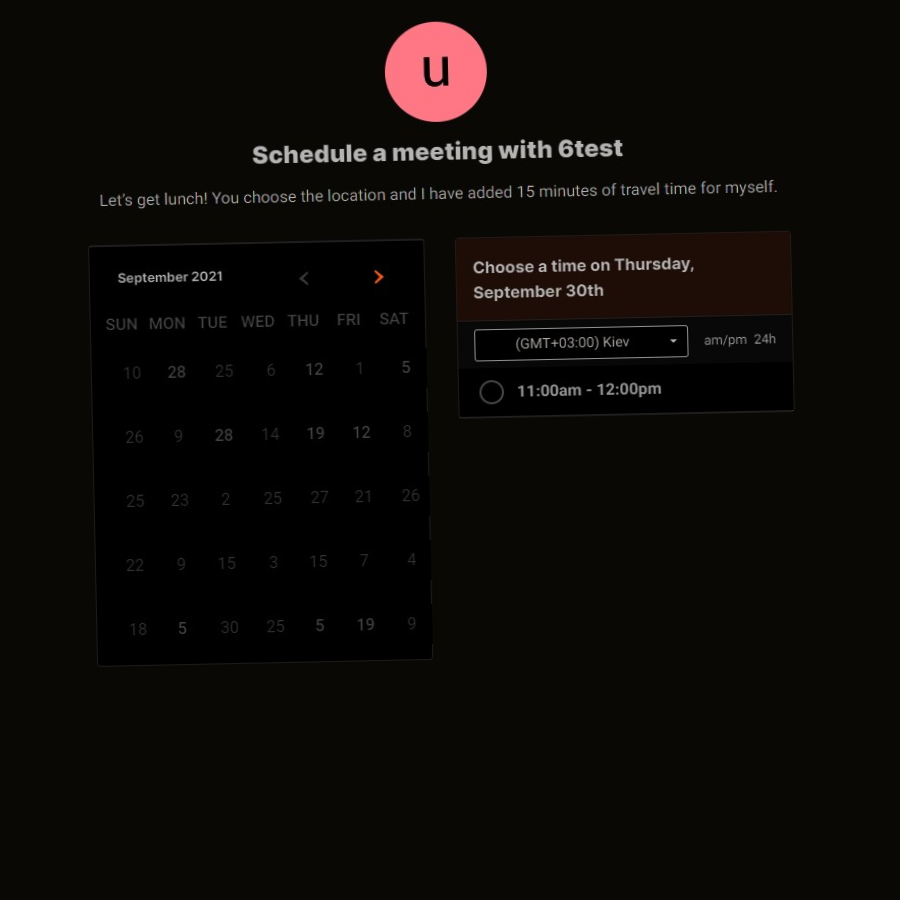 u
Schedule a meeting with 6test
Let's get lunch! You choose the location and I have added 15 minutes of travel time for myself.
September 2021
SUN MON TUE WED THU FRI SAT
10 28 25 6 12 1 5
26 9 28 14 19 12 8
25 23 2 25 27 21 26
22 9 15 3 15 7 4
18 5 30 25 5 19 9
Choose a time on Thursday,
September 30th
(GMT+03:00) Kiev
am/pm 24h
11:00am - 12:00pm